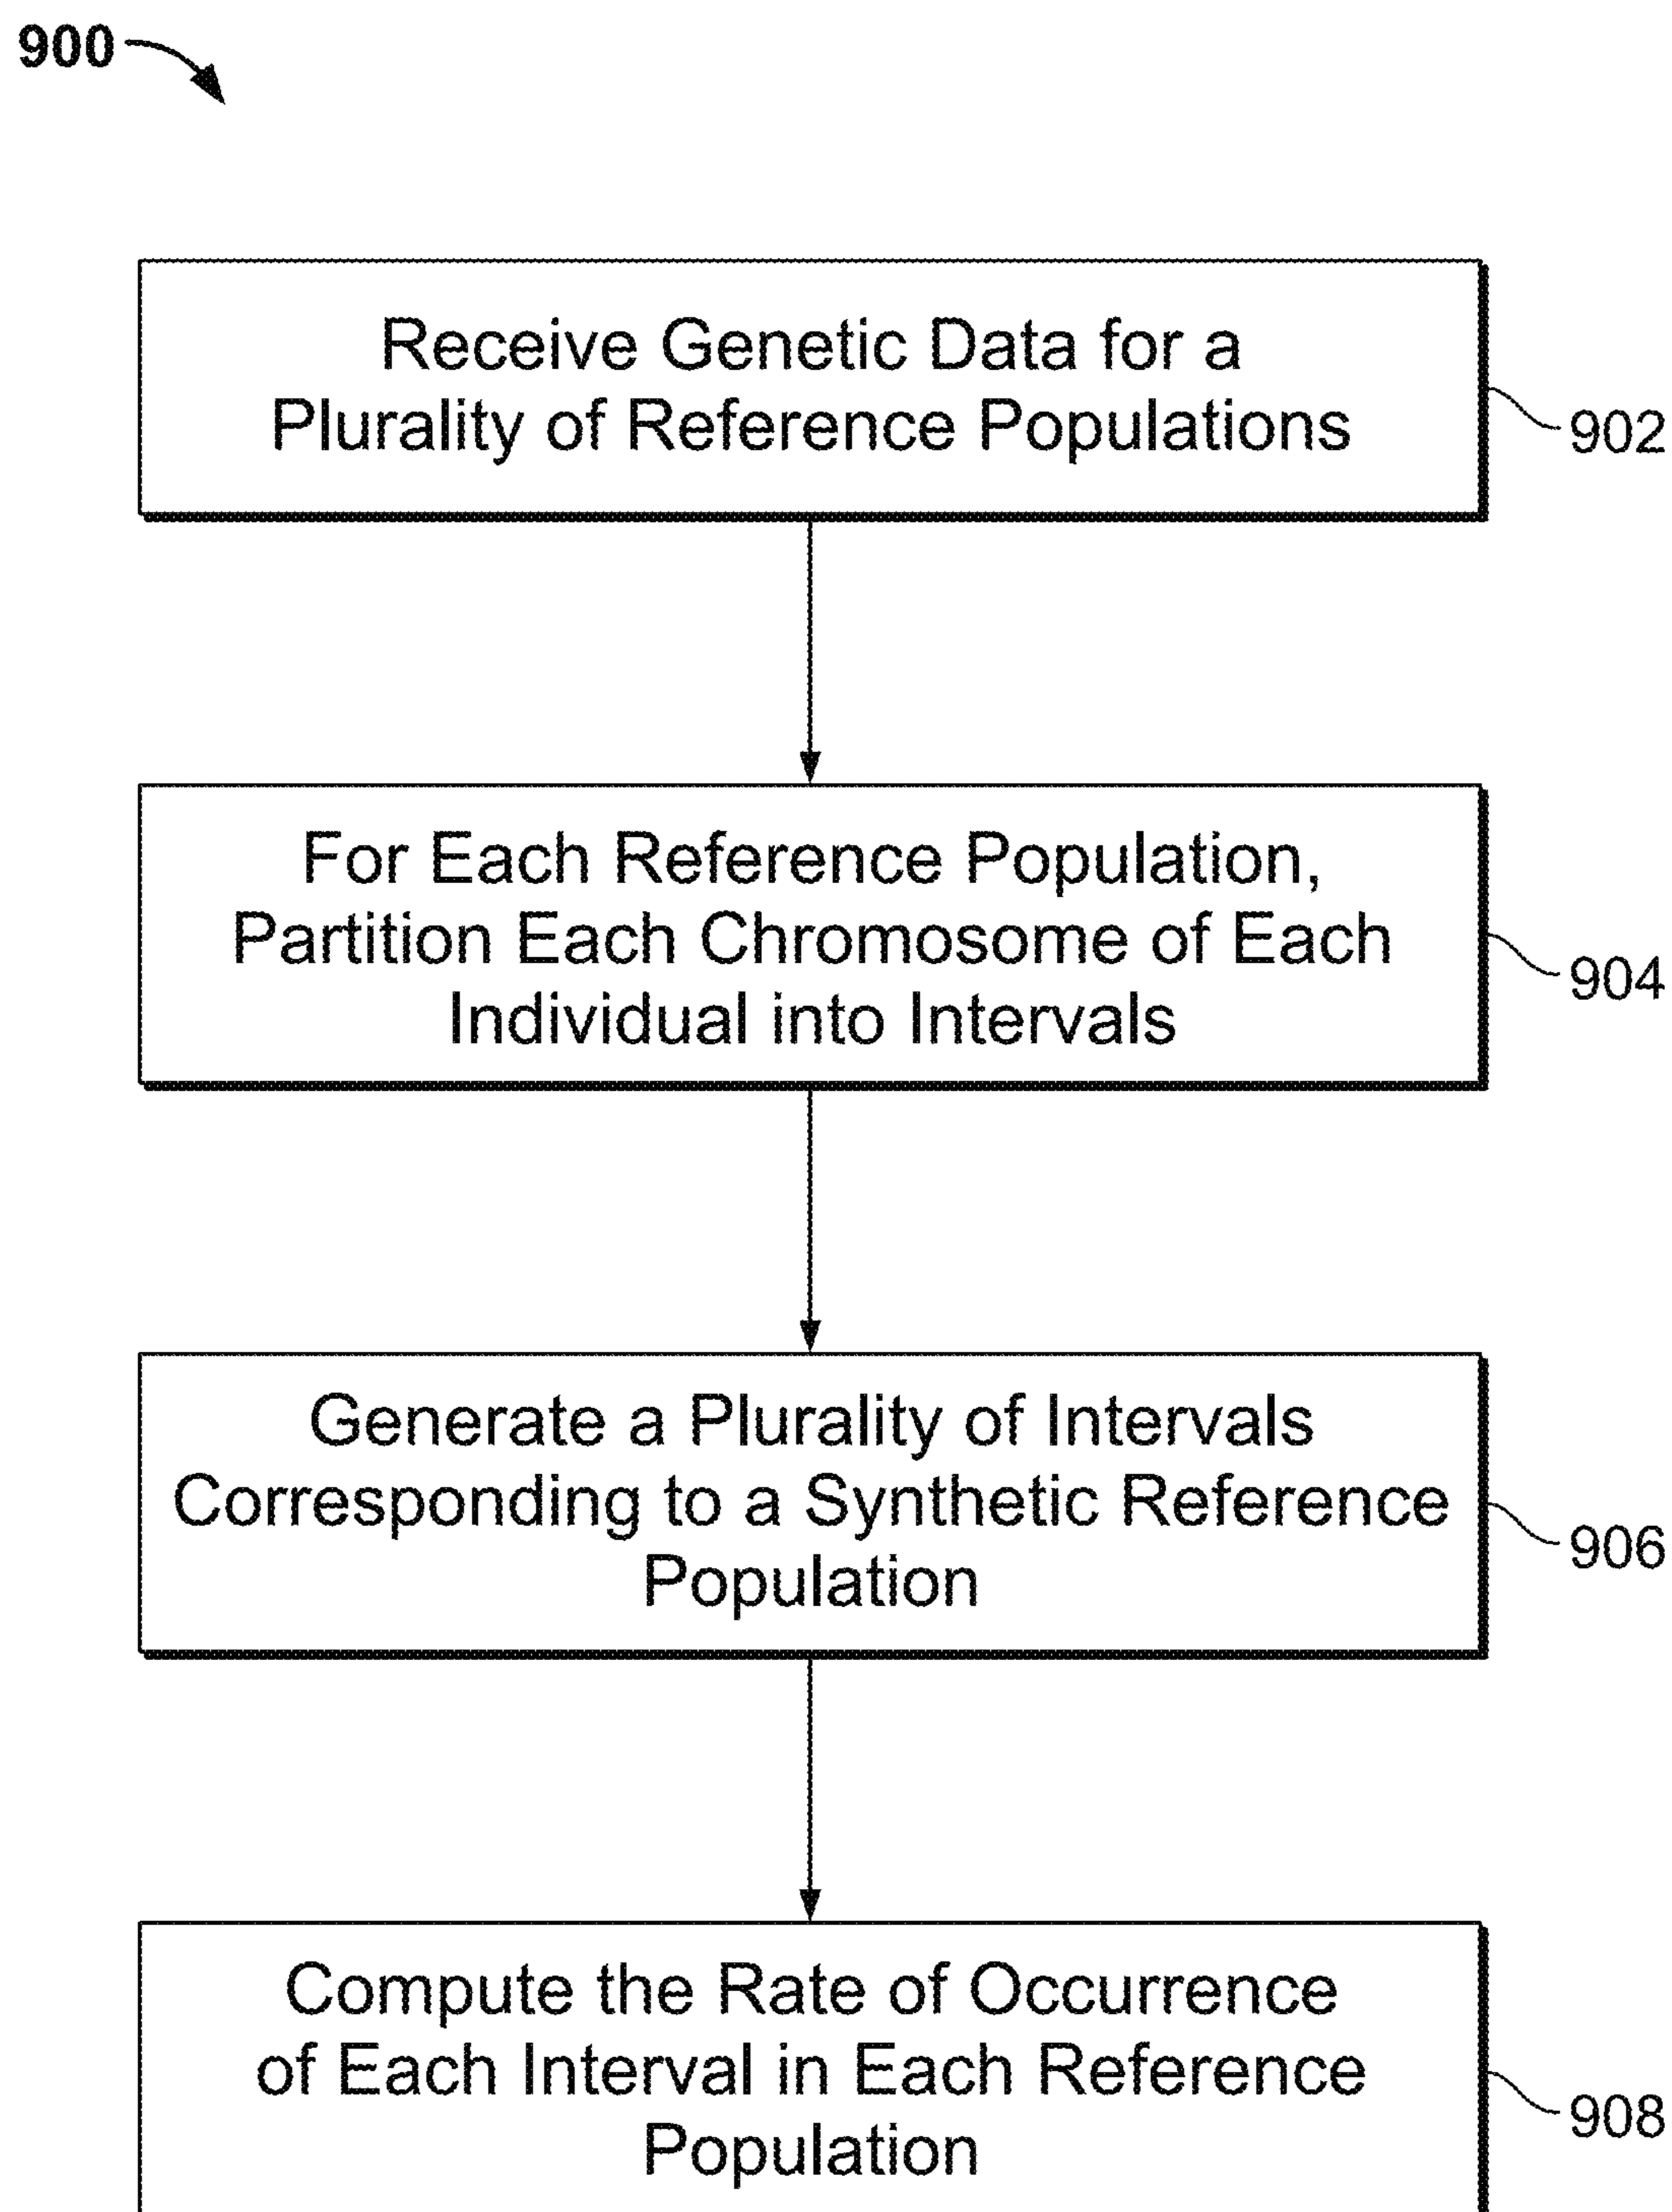 900
Receive Genetic Data for a
Plurality of Reference Populations
902
For Each Reference Population,
Partition Each Chromosome of Each
Individual into Intervals
904
Generate a Plurality of Intervals
Corresponding to a Synthetic Reference
Population
906
Compute the Rate of Occurrence
of Each Interval in Each Reference
Population
908